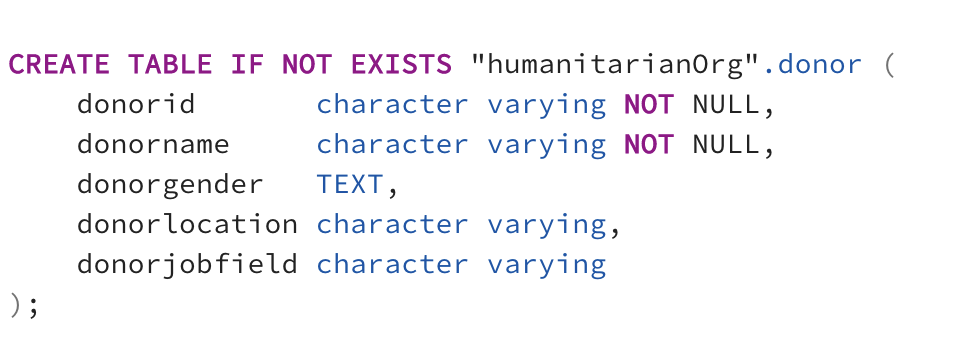 CREATE TABLE IF NOT EXISTS "humanitarianOrg".donor (
    donorid       character varying NOT NULL,
    donorname     character varying NOT NULL,
    donorgender   TEXT,
    donorlocation character varying,
    donorjobfield character varying
);